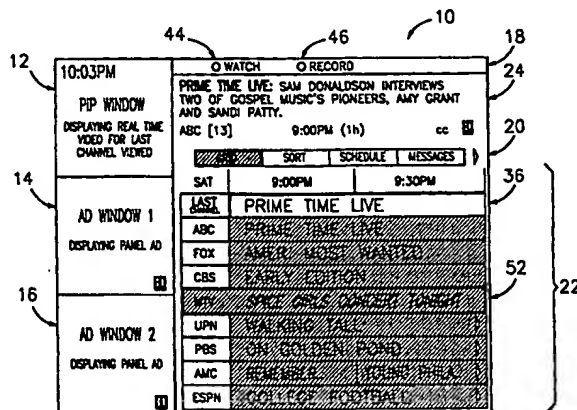 10
44
46
12
18
24
20
14
36
52
22
16
10:03PM
PIP WINDOW
DISPLAYING REAL TIME
VIDEO FOR LAST
CHANNEL VIEWED
AD WINDOW 1
DISPLAYING PANEL AD
AD WINDOW 2
DISPLAYING PANEL AD
WATCH RECORD
PRIME TIME LIVE: SAM DONALDSON INTERVIEWS
TWO OF GOSPEL MUSIC'S PIONEERS, AMY GRANT
AND SANDI PATTY.
ABC [13] 9:00PM (1h) cc
SORT SCHEDULE MESSAGES
SAT 9:00PM 9:30PM
LAST PRIME TIME LIVE
ABC PRIME TIME LIVE
FOX AMER. MOST WANTED
CBS EARLY EDITION
MTV SPICE GIRLS CONCERT TONIGHT
UPN WALKING TALL
PBS ON GOLDEN POND
AMC REMEMBER... YOUNG PHILA.
ESPN COLLEGE FOOTBALL